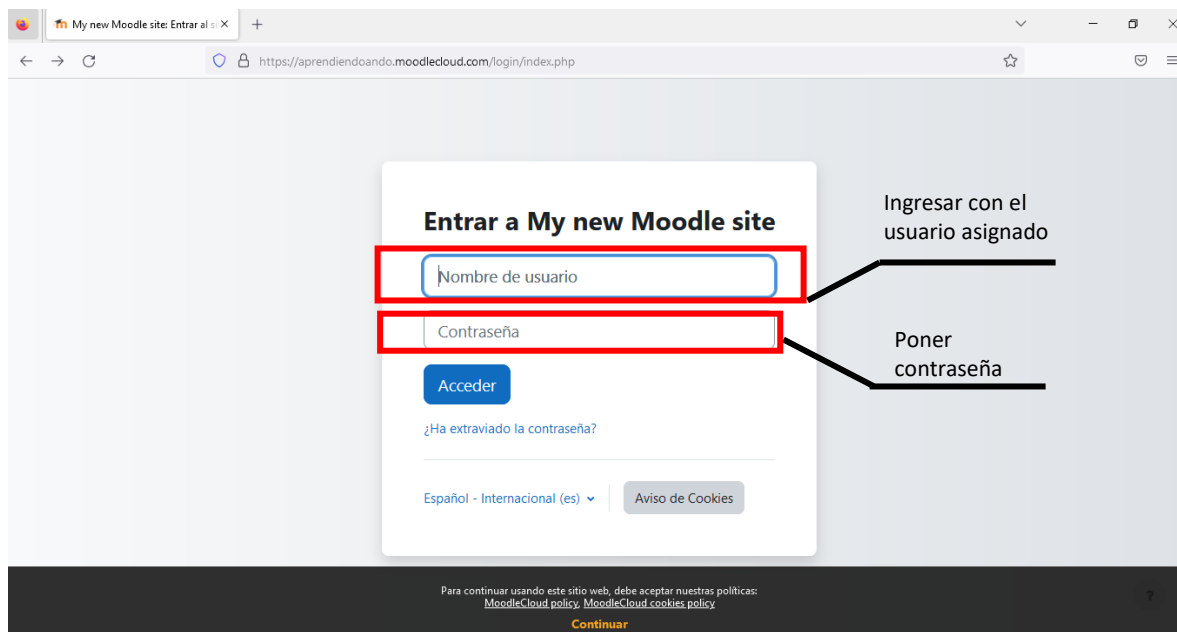 My new Moodle site: Entrar al si
https://aprendiendoando.moodlecloud.com/login/index.php
Entrar a My new Moodle site
Nombre de usuario
Contraseña
Acceder
¿Ha extraviado la contraseña?
Español - Internacional (es)
Aviso de Cookies
Ingresar con el
usuario asignado
Poner
contraseña
Para continuar usando este sitio web, debe aceptar nuestras políticas:
MoodleCloud policy, MoodleCloud cookies policy
Continuar
?